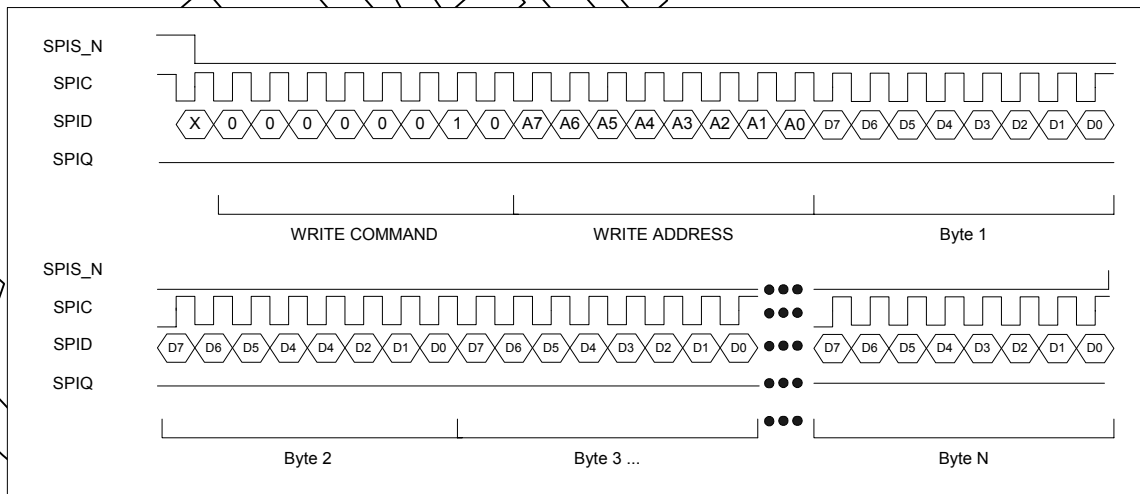 SPIS_N
SPIC
SPID X 0 0 0 0 0 0 1 0 A7 A6 A5 A4 A3 A2 A1 A0 D7 D6 D5 D4 D3 D2 D1 D0
SPIQ
WRITE COMMAND WRITE ADDRESS Byte 1
SPIS_N
SPIC
SPID D7 D6 D5 D4 D4 D2 D1 D0 D7 D6 D5 D4 D3 D2 D1 D0 D7 D6 D5 D4 D3 D2 D1 D0
SPIQ
Byte 2 Byte 3 ... Byte N